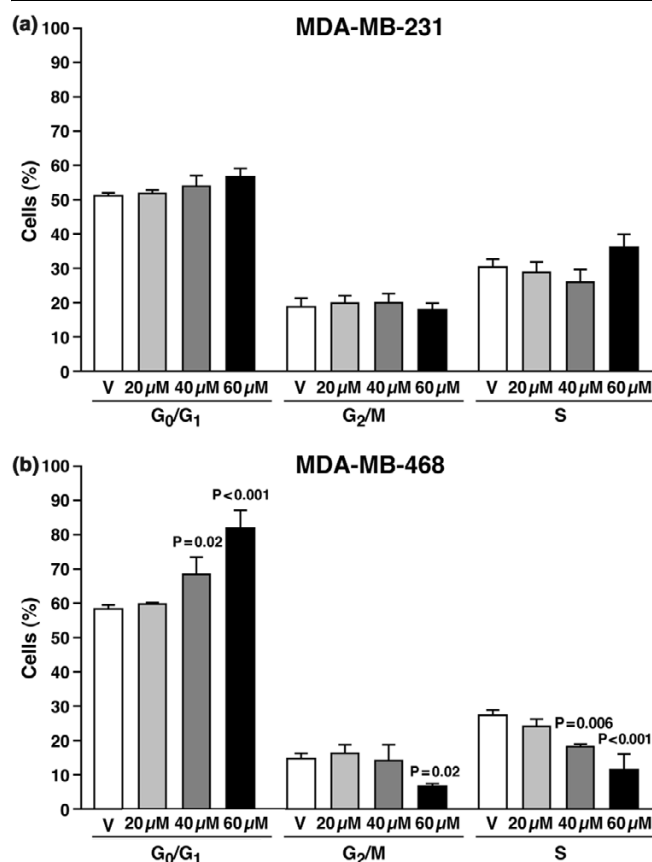 (a) MDA-MB-231
100
90
80
70
60
50
40
30
20
10
0
Cells (%)
V 20 µM 40 µM 60 µM V 20 µM 40 µM 60 µM V 20 µM 40 µM 60 µM
G0/G1 G2/M S
(b) MDA-MB-468
100
90
80
70
60
50
40
30
20
10
0
Cells (%)
P<0.001
P=0.02
P=0.02
P=0.006
P<0.001
V 20 µM 40 µM 60 µM V 20 µM 40 µM 60 µM V 20 µM 40 µM 60 µM
G0/G1 G2/M S